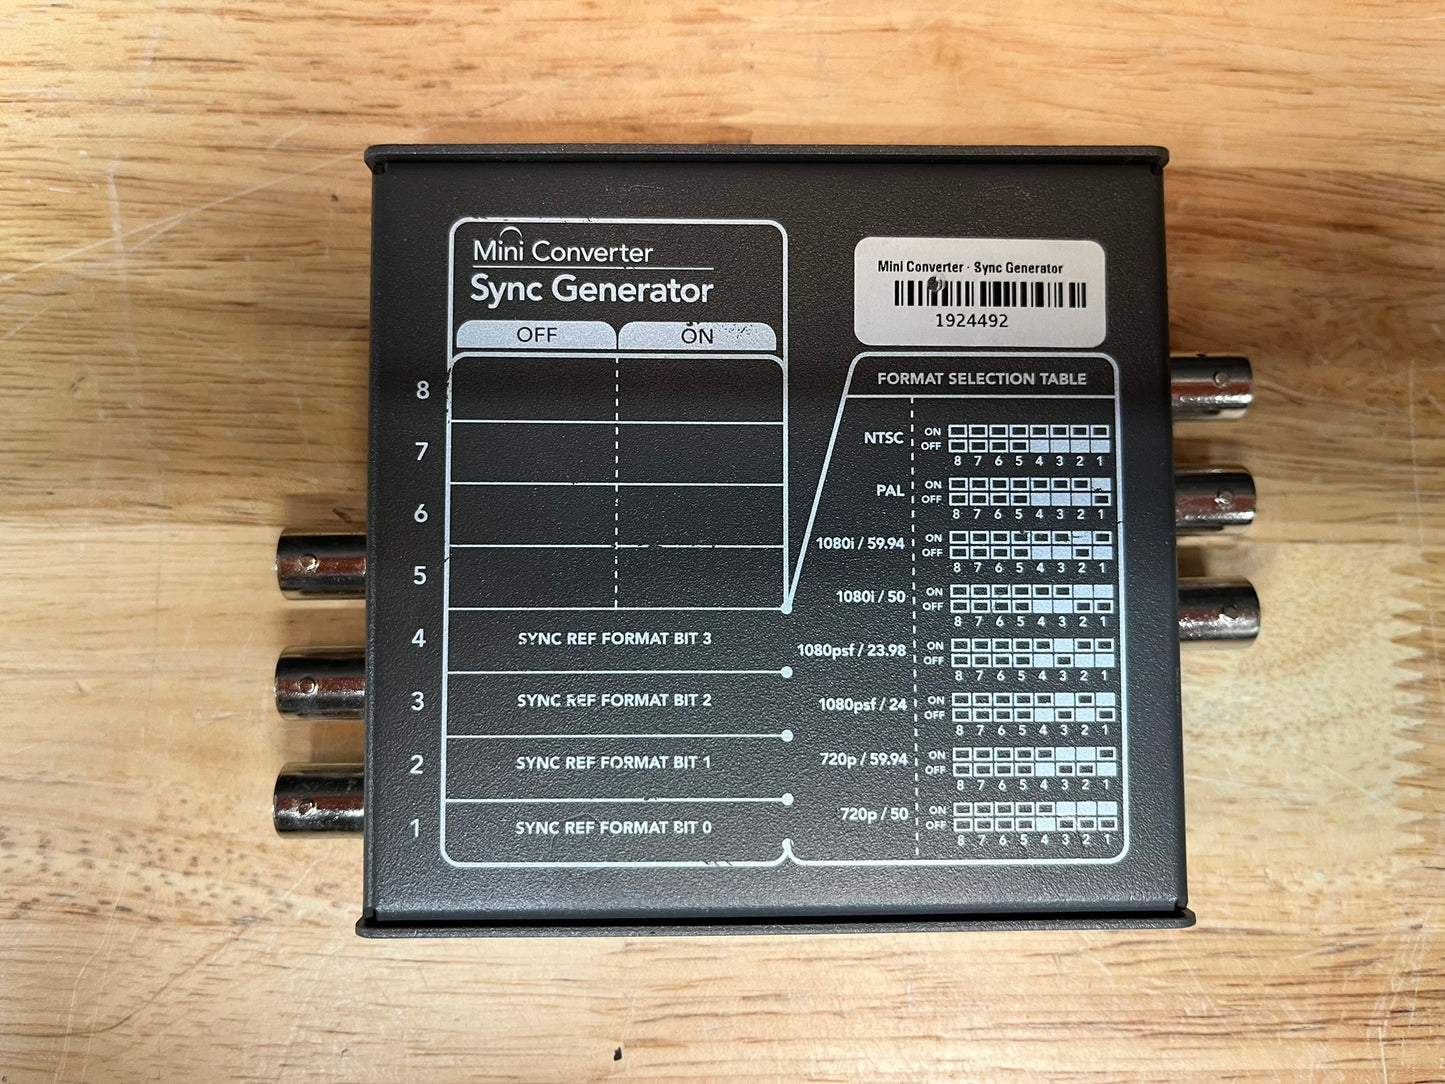 Mini Converter
Sync Generator
OFF ON
8
7
6
5
4 SYNC REF FORMAT BIT 3
3 SYNC REF FORMAT BIT 2
2 SYNC REF FORMAT BIT 1
1 SYNC REF FORMAT BIT 0
Mini Converter · Sync Generator
1924492
FORMAT SELECTION TABLE
NTSC
ON
OFF
8 7 6 5 4 3 2 1
PAL
ON
OFF
8 7 6 5 4 3 2 1
1080i / 59.94
ON
OFF
8 7 6 5 4 3 2 1
1080i / 50
ON
OFF
8 7 6 5 4 3 2 1
1080psf / 23.98
ON
OFF
8 7 6 5 4 3 2 1
1080psf / 24
ON
OFF
8 7 6 5 4 3 2 1
720p / 59.94
ON
OFF
8 7 6 5 4 3 2 1
720p / 50
ON
OFF
8 7 6 5 4 3 2 1